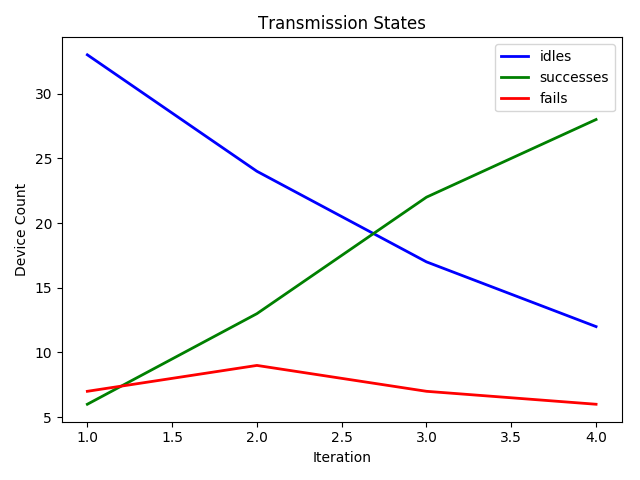 Transmission States
idles
successes
fails
Device Count
30
25
20
15
10
5
1.0 1.5 2.0 2.5 3.0 3.5 4.0
Iteration